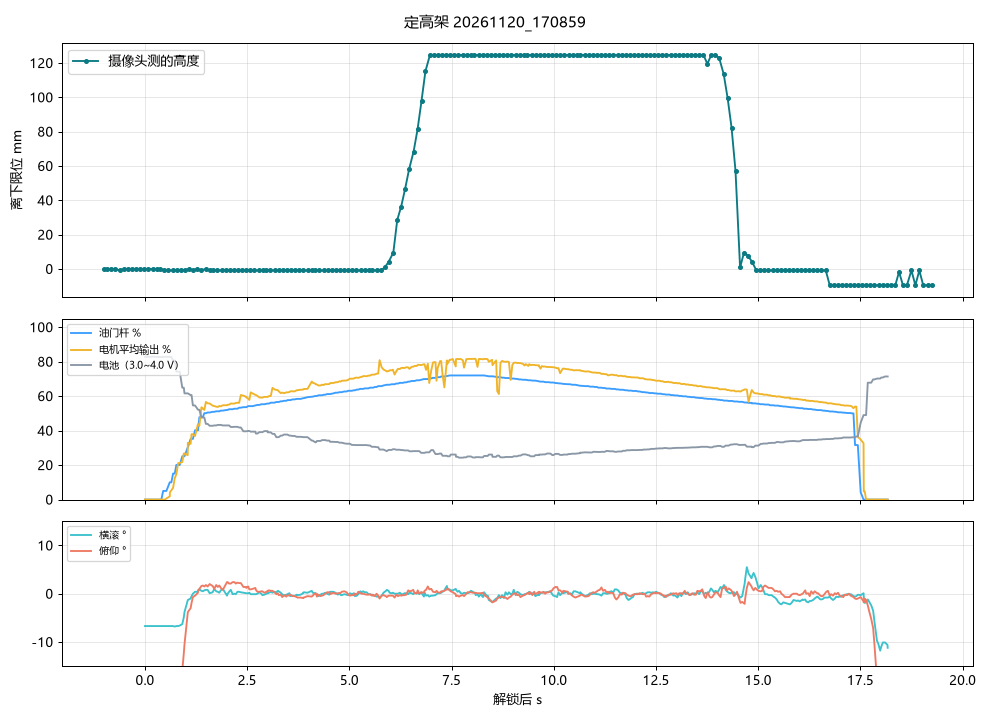 定高架 20261120_170859
摄像头测的高度
离下限位 mm
120
100
80
60
40
20
0
油门杆 %
电机平均输出 %
电池（3.0~4.0 V）
100
80
60
40
20
0
横滚 °
俯仰 °
10
0
-10
0.0 2.5 5.0 7.5 10.0 12.5 15.0 17.5 20.0
解锁后 s